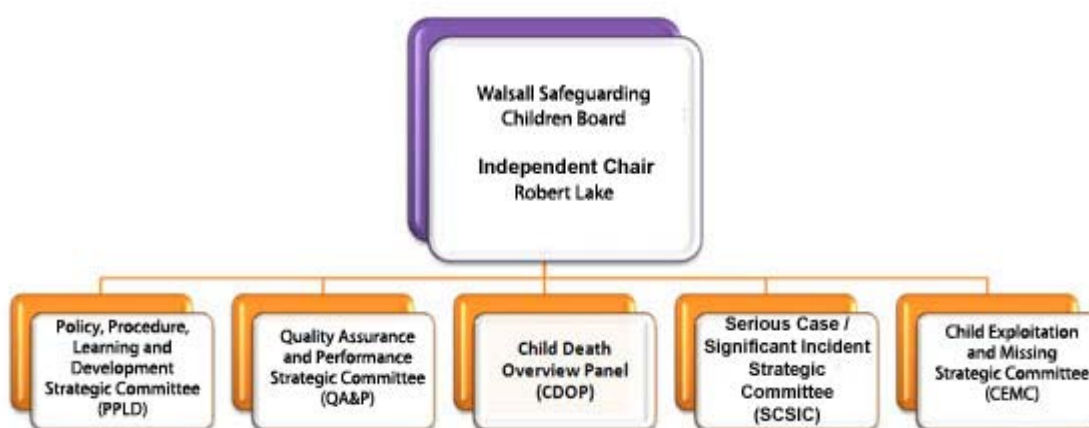 Walsall Safeguarding
Children Board
Independent Chair
Robert Lake
Policy, Procedure,
Learning and
Development
Strategic Committee
(PPLD)
Quality Assurance
and Performance
Strategic Committee
(QA&P)
Child Death
Overview Panel
(CDOP)
Serious Case /
Significant Incident
Strategic
Committee
(SCSIC)
Child Exploitation
and Missing
Strategic Committee
(CEMC)